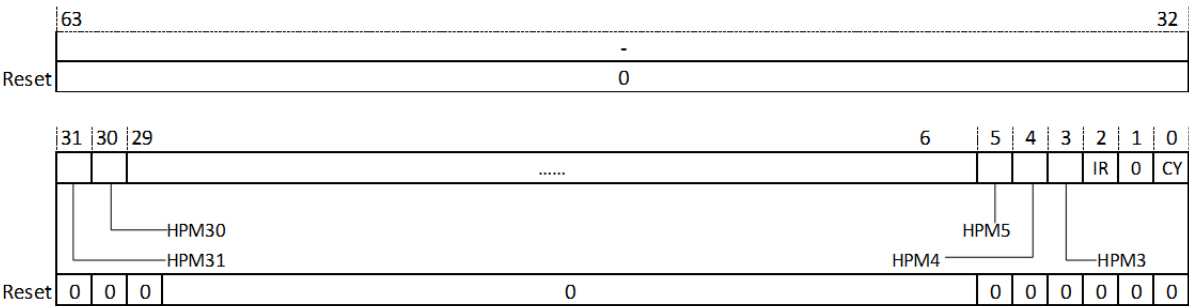 63 32
-
Reset 0
31 30 29 6 5 4 3 2 1 0
...... IR 0 CY
HPM30 HPM5
HPM31 HPM4 HPM3
Reset 0 0 0 0 0 0 0 0 0 0